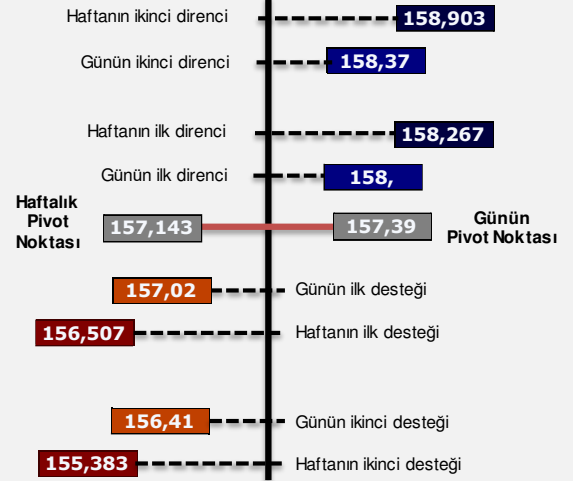 Haftanın ikinci direnci 158,903
Günün ikinci direnci 158,37
Haftanın ilk direnci 158,267
Günün ilk direnci 158,
Haftalık
Pivot
Noktası
157,143
157,39
Günün
Pivot Noktası
157,02 Günün ilk desteği
156,507 Haftanın ilk desteği
156,41 Günün ikinci desteği
155,383 Haftanın ikinci desteği